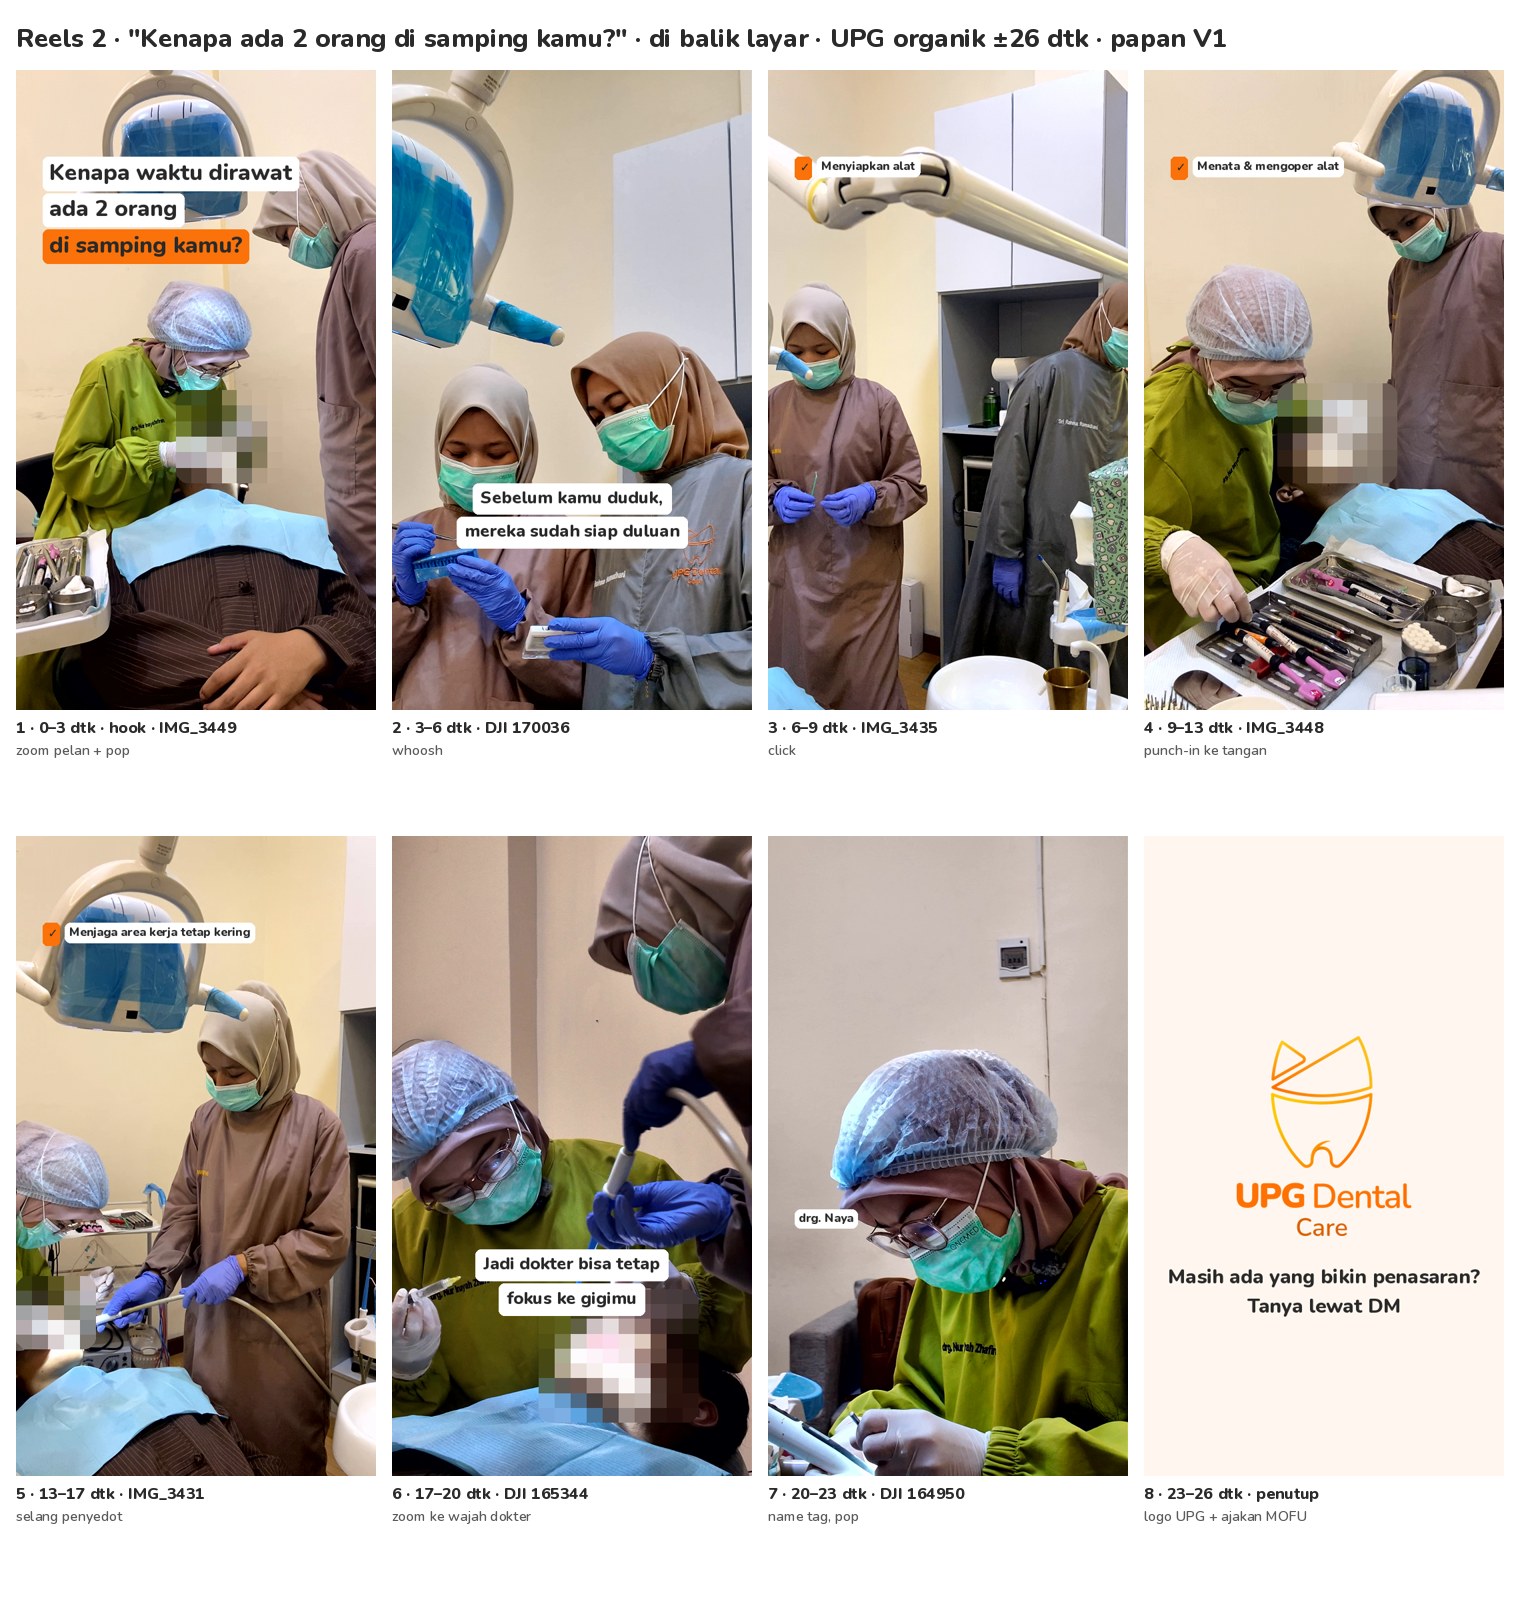 Reels 2 · "Kenapa ada 2 orang di samping kamu?" · di balik layar · UPG organik ±26 dtk · papan V1
Kenapa waktu dirawat
ada 2 orang
di samping kamu?
1 · 0–3 dtk · hook · IMG_3449
zoom pelan + pop
Sebelum kamu duduk,
mereka sudah siap duluan
2 · 3–6 dtk · DJI 170036
whoosh
✓ Menyiapkan alat
3 · 6–9 dtk · IMG_3435
click
✓ Menata & mengoper alat
4 · 9–13 dtk · IMG_3448
punch-in ke tangan
✓ Menjaga area kerja tetap kering
5 · 13–17 dtk · IMG_3431
selang penyedot
Jadi dokter bisa tetap
fokus ke gigimu
6 · 17–20 dtk · DJI 165344
zoom ke wajah dokter
drg. Naya
7 · 20–23 dtk · DJI 164950
name tag, pop
UPG Dental
Care
Masih ada yang bikin penasaran?
Tanya lewat DM
8 · 23–26 dtk · penutup
logo UPG + ajakan MOFU